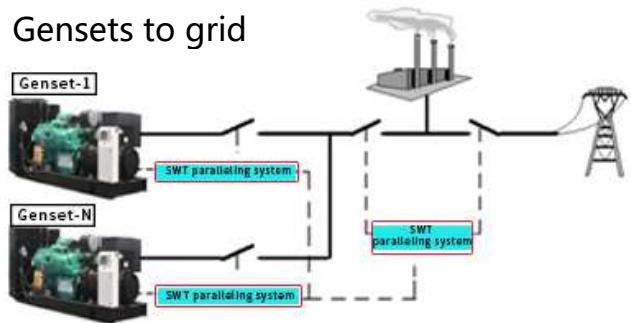 Gensets to grid
Genset-1
SWT paralleling system
Genset-N
SWT
paralleling system
SWT paralleling system